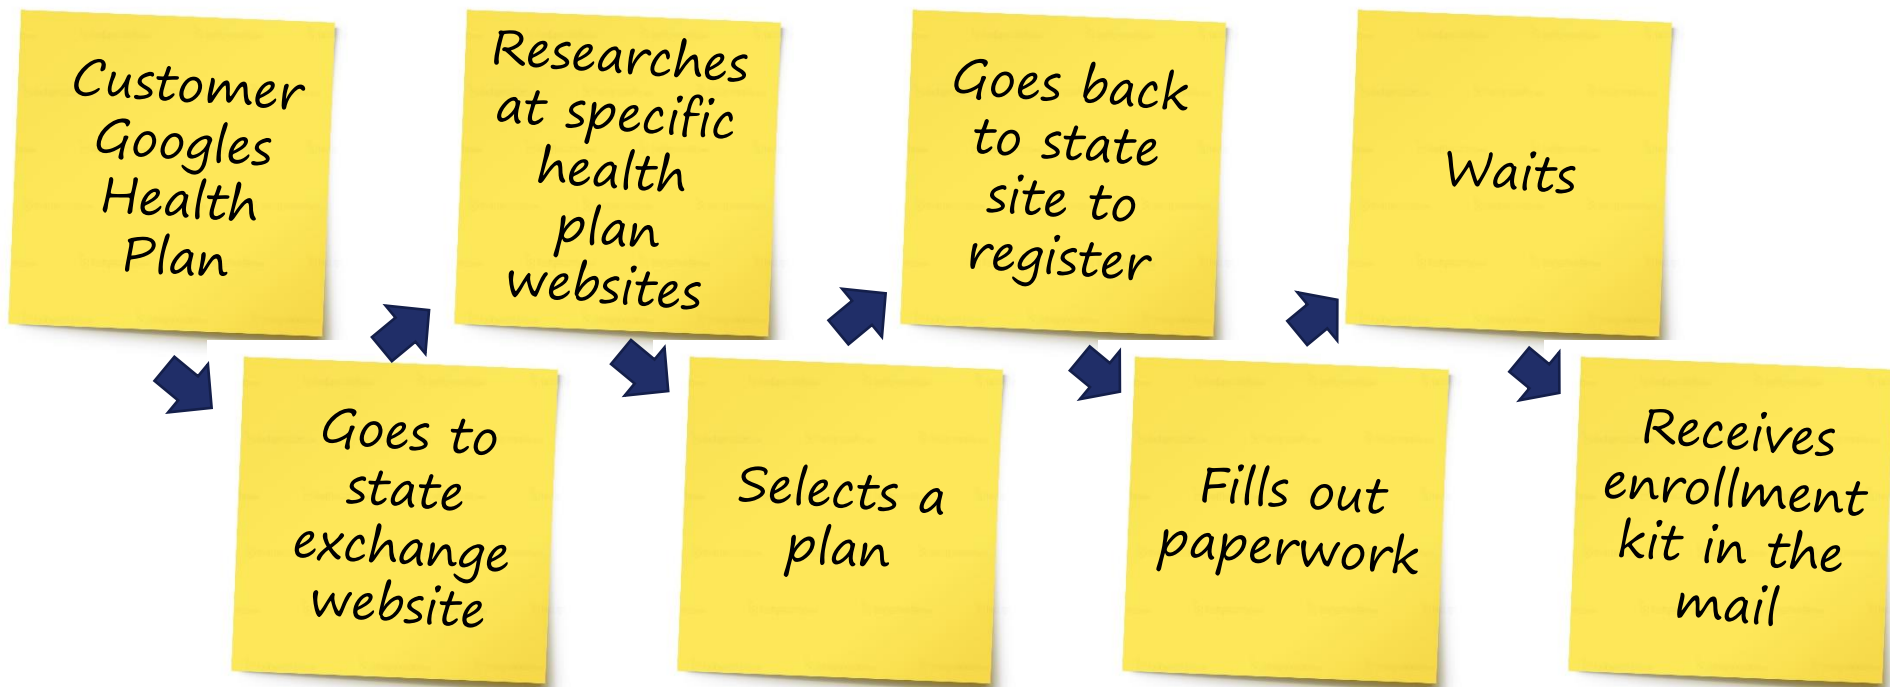 Customer
Googles
Health
Plan
Goes to
state
exchange
website
Researches
at specific
health
plan
websites
Selects a
plan
Goes back
to state
site to
register
Fills out
paperwork
Waits
Receives
enrollment
kit in the
mail